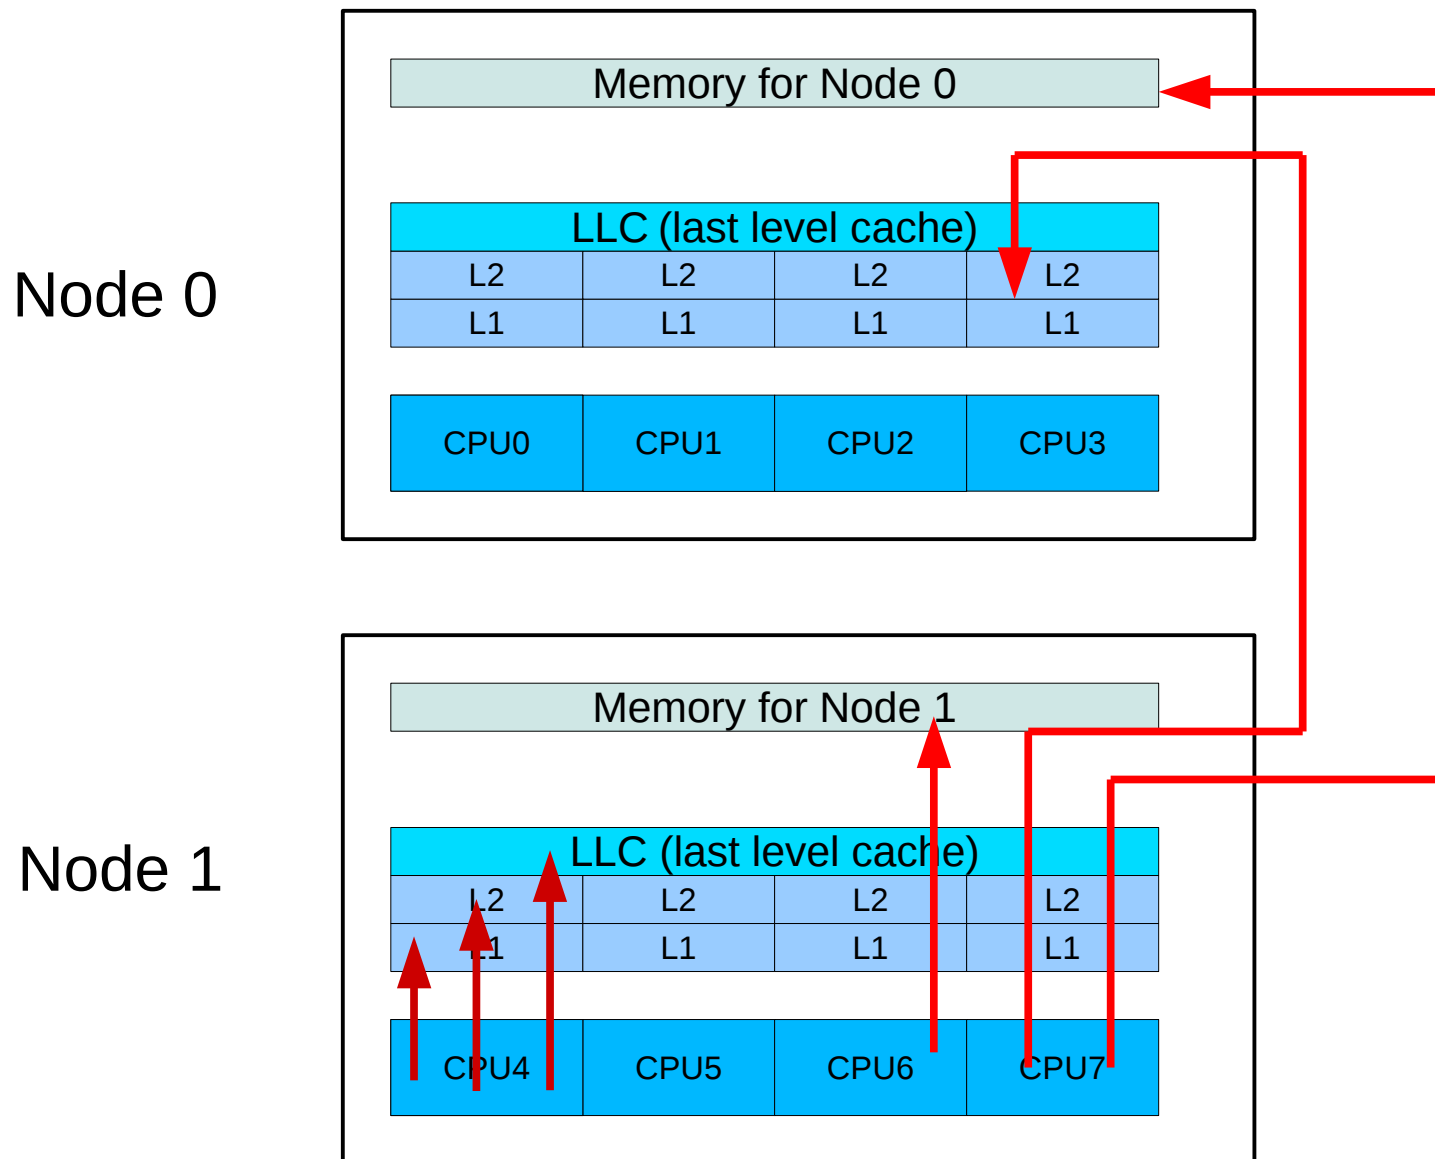 Memory for Node 0
LLC (last level cache)
L2 L2 L2 L2
Node 0
L1 L1 L1 L1
CPU0 CPU1 CPU2 CPU3
Memory for Node 1
LLC (last level cache)
Node 1
L2 L2 L2 L2
L1 L1 L1 L1
CPU4 CPU5 CPU6 CPU7